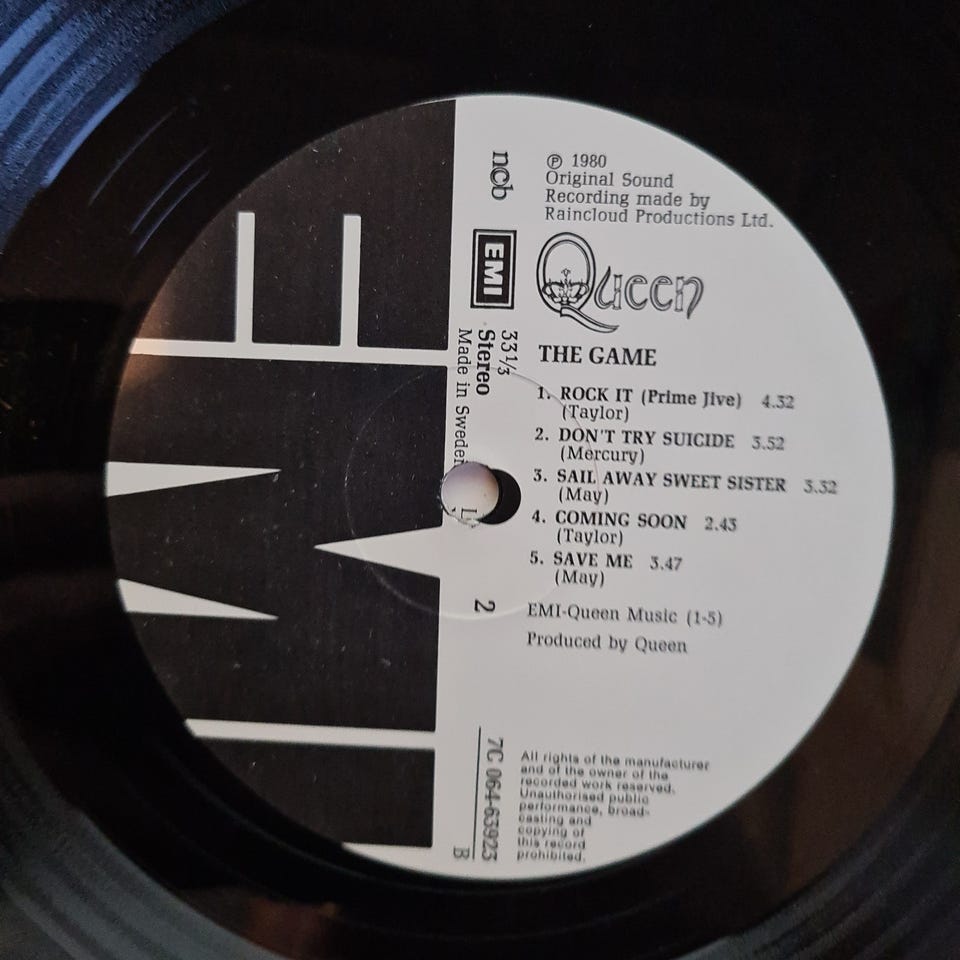 ℗ 1980
Original Sound
Recording made by
Raincloud Productions Ltd.
Queen
THE GAME
1. ROCK IT (Prime Jive) 4.32
(Taylor)
2. DON'T TRY SUICIDE 3.52
(Mercury)
3. SAIL AWAY SWEET SISTER 3.32
(May)
4. COMING SOON 2.43
(Taylor)
5. SAVE ME 3.47
(May)
EMI-Queen Music (1-5)
Produced by Queen
All rights of the manufacturer
and of the owner of the
recorded work reserved.
Unauthorised public
performance, broad-
casting and
copying of
this record
prohibited.
ncb
EMI
33 1/3
Stereo
Made in Sweden
2
7C 064-63923
B